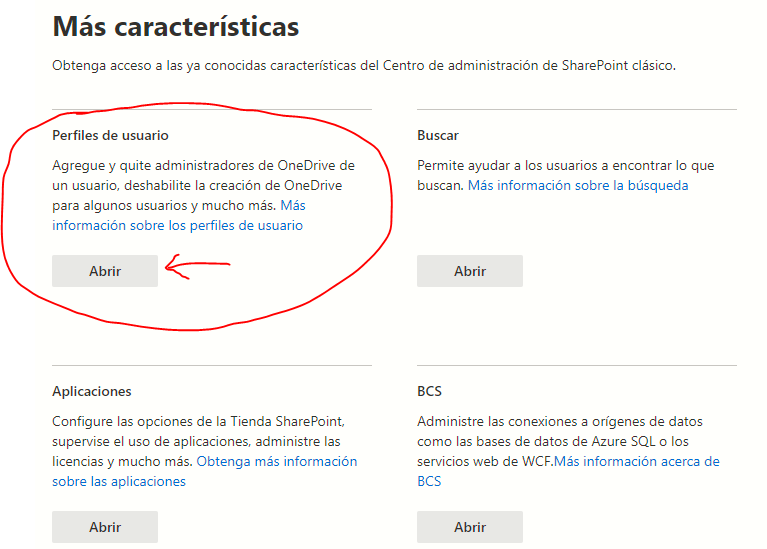 Más características
Obtenga acceso a las ya conocidas características del Centro de administración de SharePoint clásico.
Perfiles de usuario
Agregue y quite administradores de OneDrive de
un usuario, deshabilite la creación de OneDrive
para algunos usuarios y mucho más. Más
información sobre los perfiles de usuario
Abrir
Buscar
Permite ayudar a los usuarios a encontrar lo que
buscan. Más información sobre la búsqueda
Abrir
Aplicaciones
Configure las opciones de la Tienda SharePoint,
supervise el uso de aplicaciones, administre las
licencias y mucho más. Obtenga más información
sobre las aplicaciones
Abrir
BCS
Administre las conexiones a orígenes de datos
como las bases de datos de Azure SQL o los
servicios web de WCF.Más información acerca de
BCS
Abrir